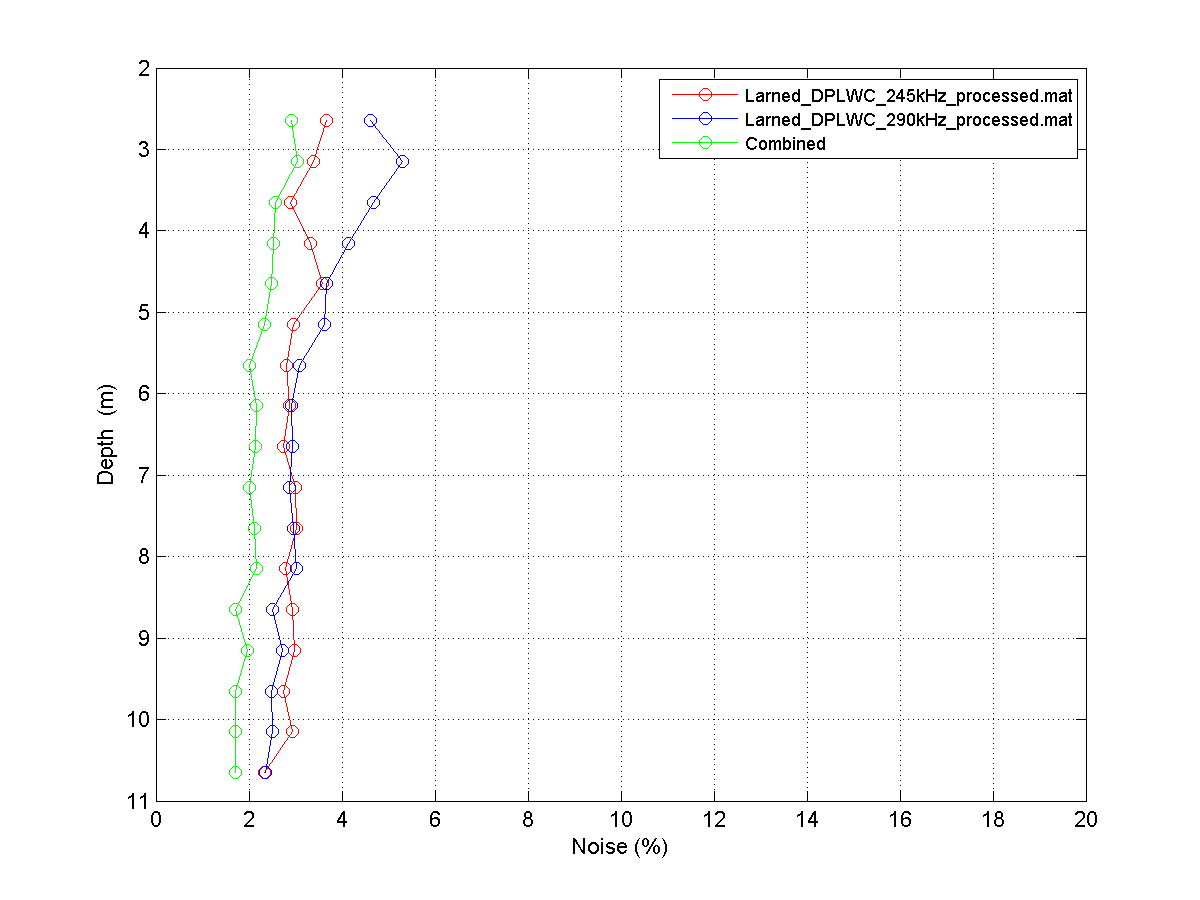 2
3
4
5
6
7
8
9
10
11
Depth (m)
0 2 4 6 8 10 12 14 16 18 20
Noise (%)
Larned_DPLWC_245kHz_processed.mat
Larned_DPLWC_290kHz_processed.mat
Combined